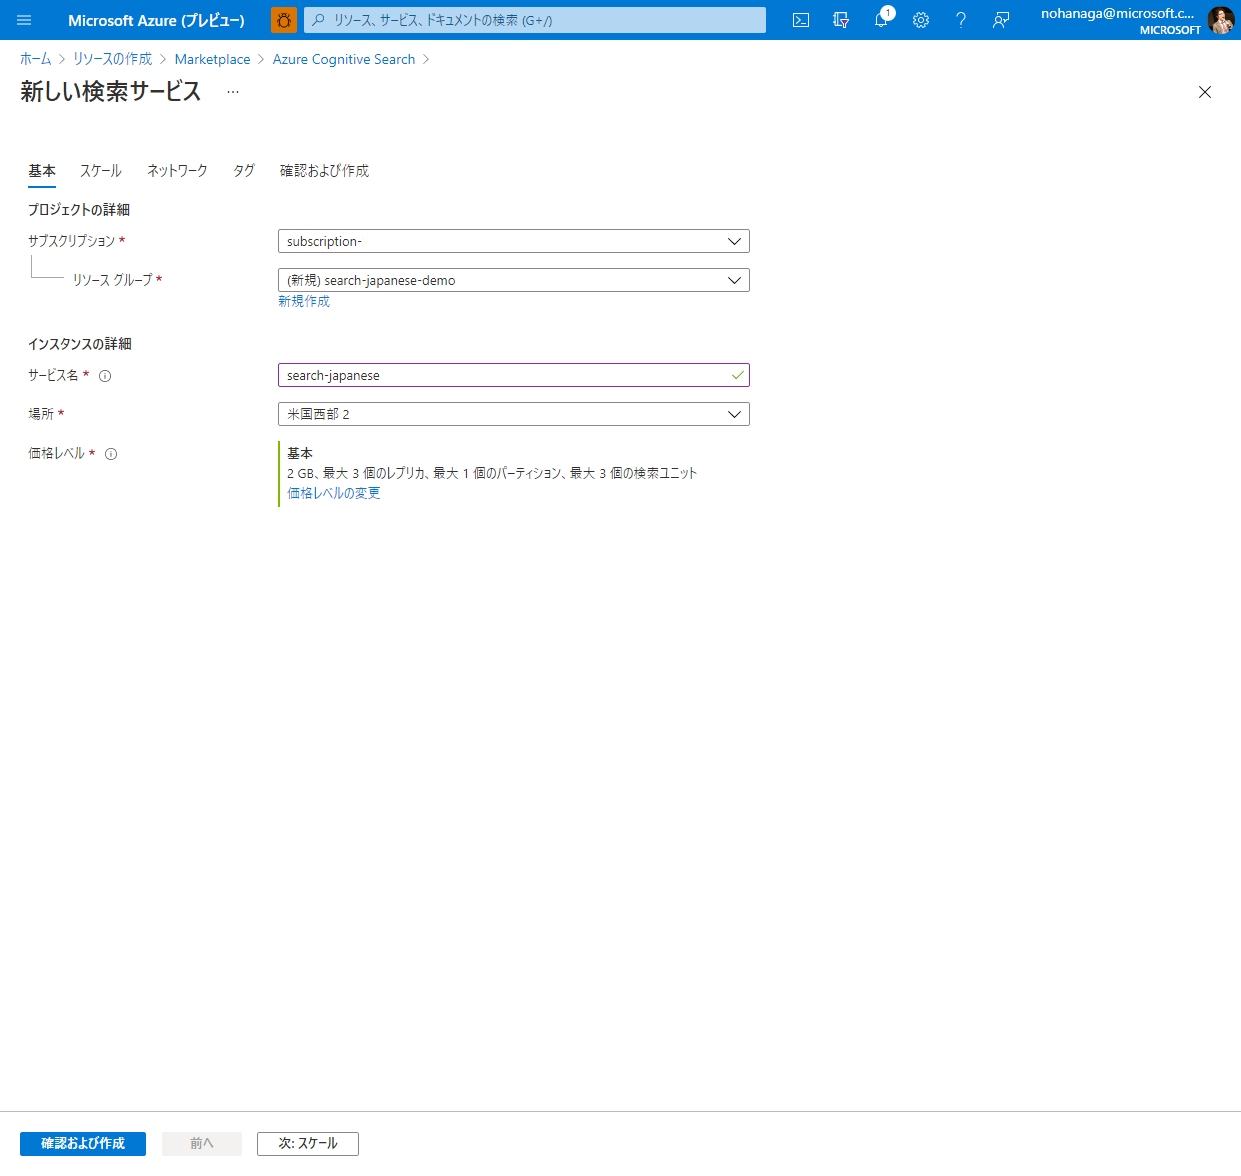 Microsoft Azure (プレビュー)
リソース、サービス、ドキュメントの検索 (G+/)
1
nohanaga@microsoft.c...
MICROSOFT
ホーム > リソースの作成 > Marketplace > Azure Cognitive Search >
新しい検索サービス ...
基本 スケール ネットワーク タグ 確認および作成
プロジェクトの詳細
サブスクリプション * subscription-
リソース グループ * (新規) search-japanese-demo
新規作成
インスタンスの詳細
サービス名 * search-japanese
場所 * 米国西部 2
価格レベル * 基本
2 GB、最大 3 個のレプリカ、最大 1 個のパーティション、最大 3 個の検索ユニット
価格レベルの変更
確認および作成 前へ 次: スケール